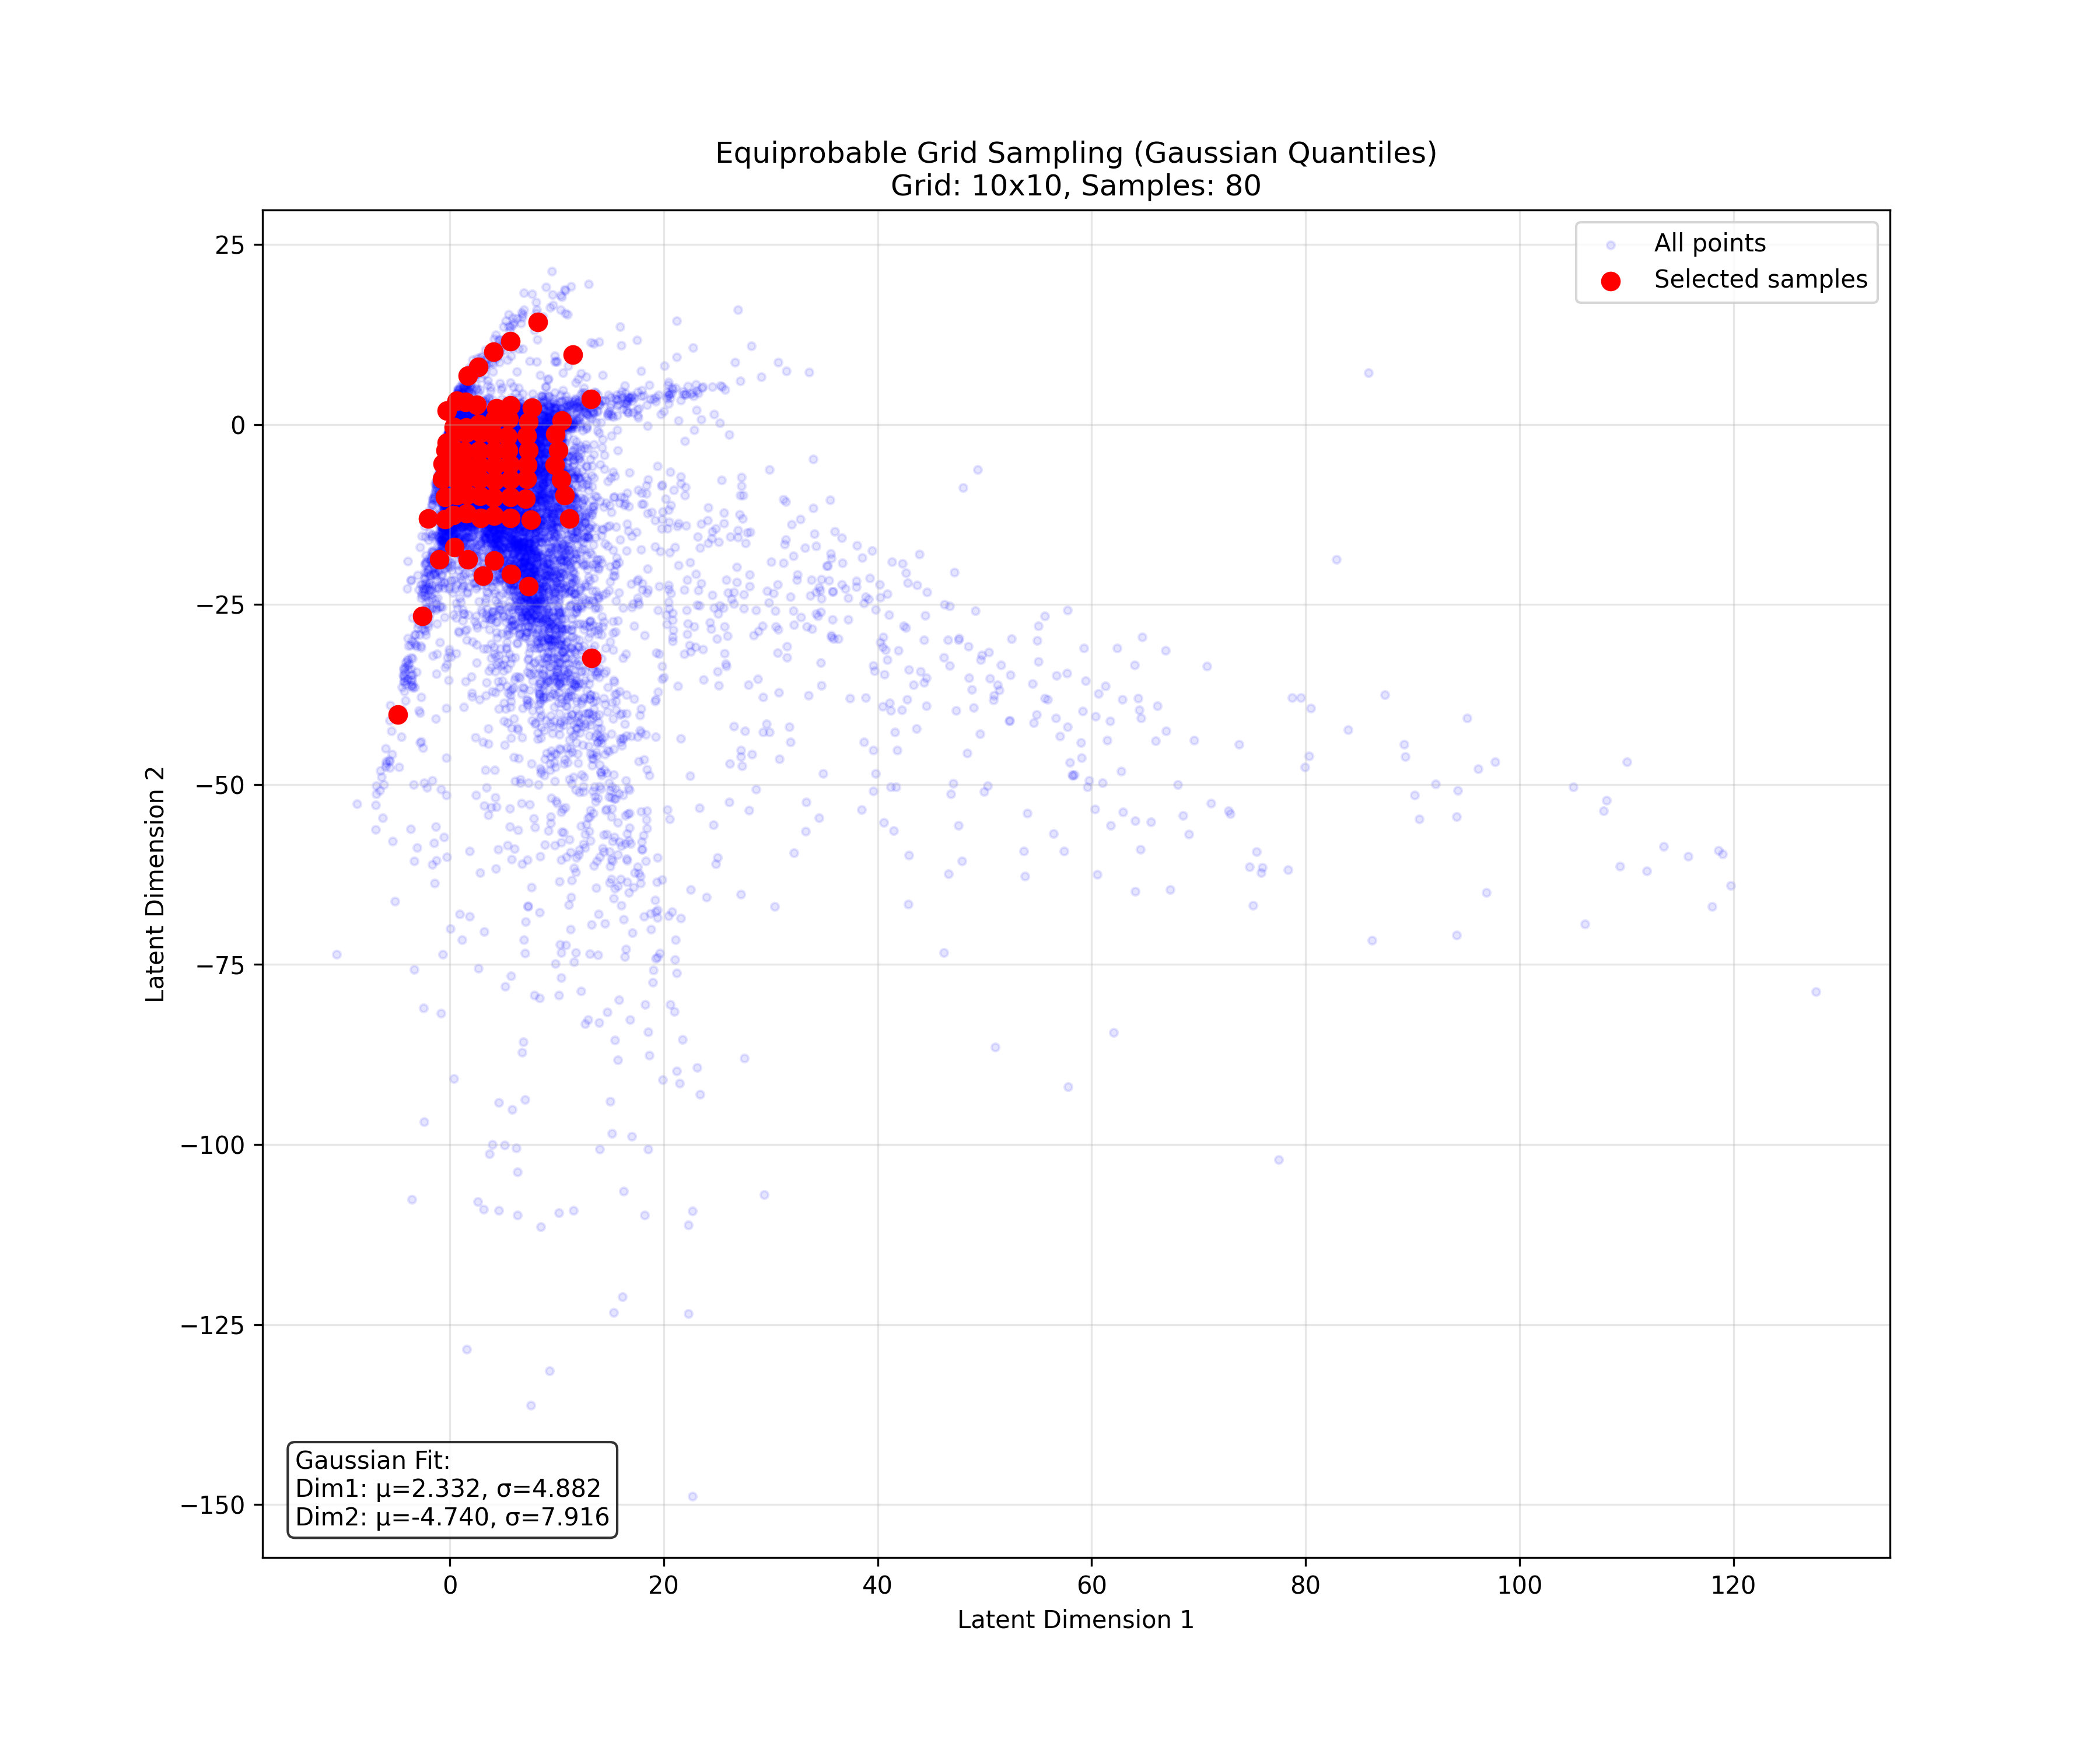 Equiprobable Grid Sampling (Gaussian Quantiles)
Grid: 10x10, Samples: 80
All points
Selected samples
25
0
−25
−50
−75
−100
−125
−150
Latent Dimension 2
Gaussian Fit:
Dim1: μ=2.332, σ=4.882
Dim2: μ=-4.740, σ=7.916
0
20
40
60
80
100
120
Latent Dimension 1